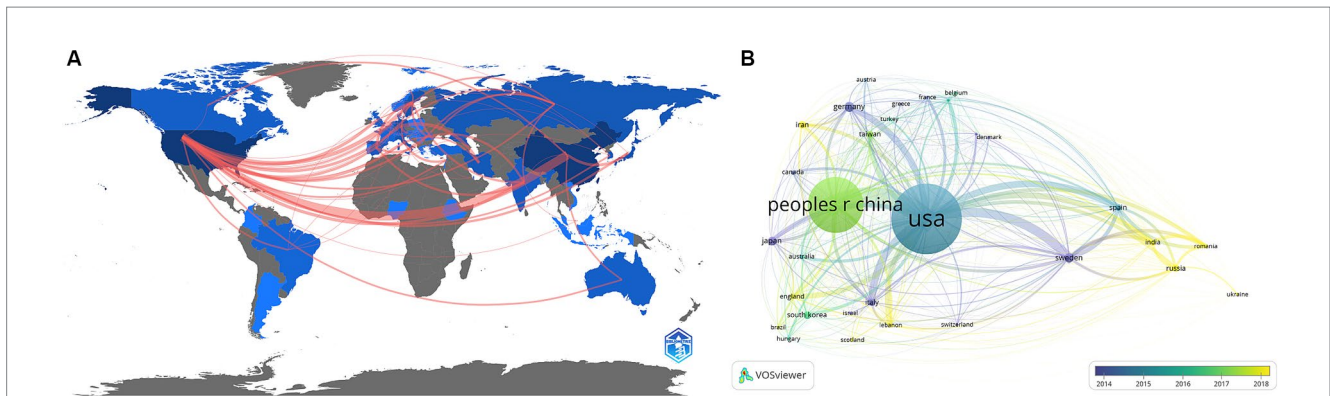 A
B
austria
belgium
france
germany
greece
turkey
iran
taiwan
denmark
canada
peoples r china
usa
spain
japan
india
romania
australia
sweden
russia
england
italy
ukraine
south korea
israel
lebanon
switzerland
brazil
hungary
scotland
VOSviewer
2014 2015 2016 2017 2018